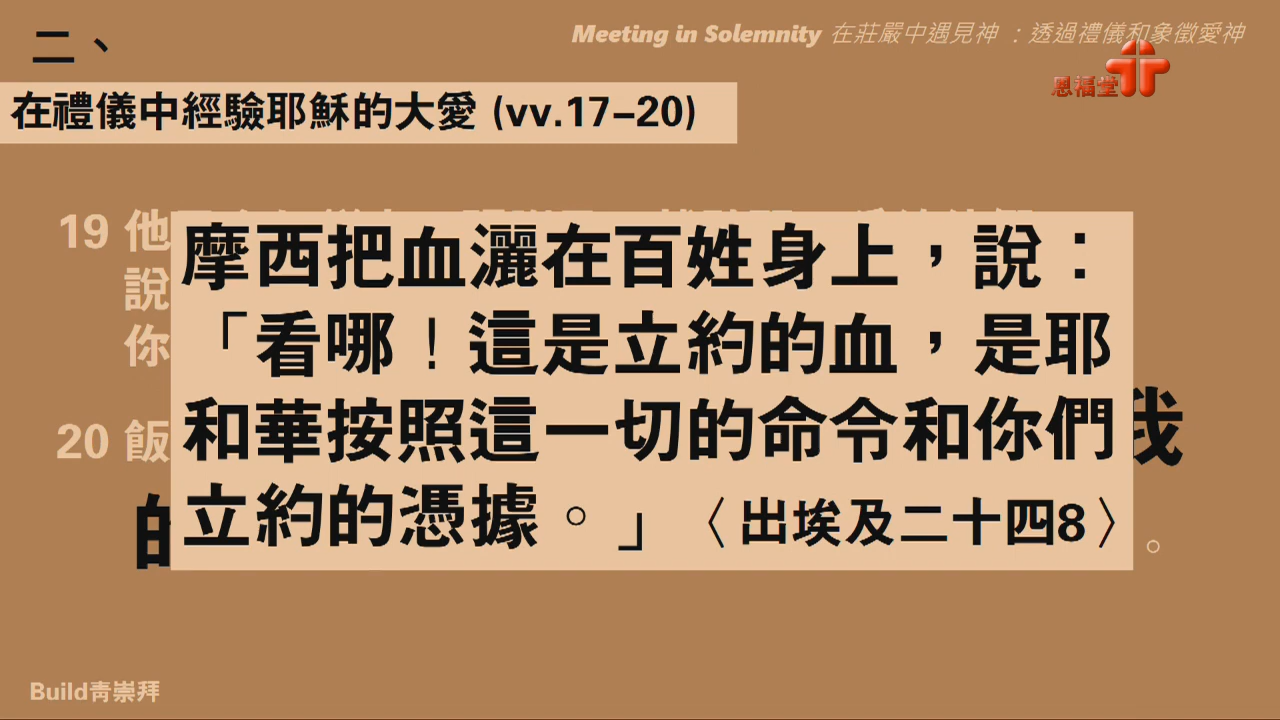 二、
Meeting in Solemnity 在莊嚴中遇見神 ：透過禮儀和象徵愛神
恩福堂
在禮儀中經驗耶穌的大愛 (vv.17-20)
19 他
說
你
摩西把血灑在百姓身上，說：
「看哪！這是立約的血，是耶
和華按照這一切的命令和你們
立約的憑據。」〈出埃及二十四8〉
20 飯
我
的
。
Build青崇拜